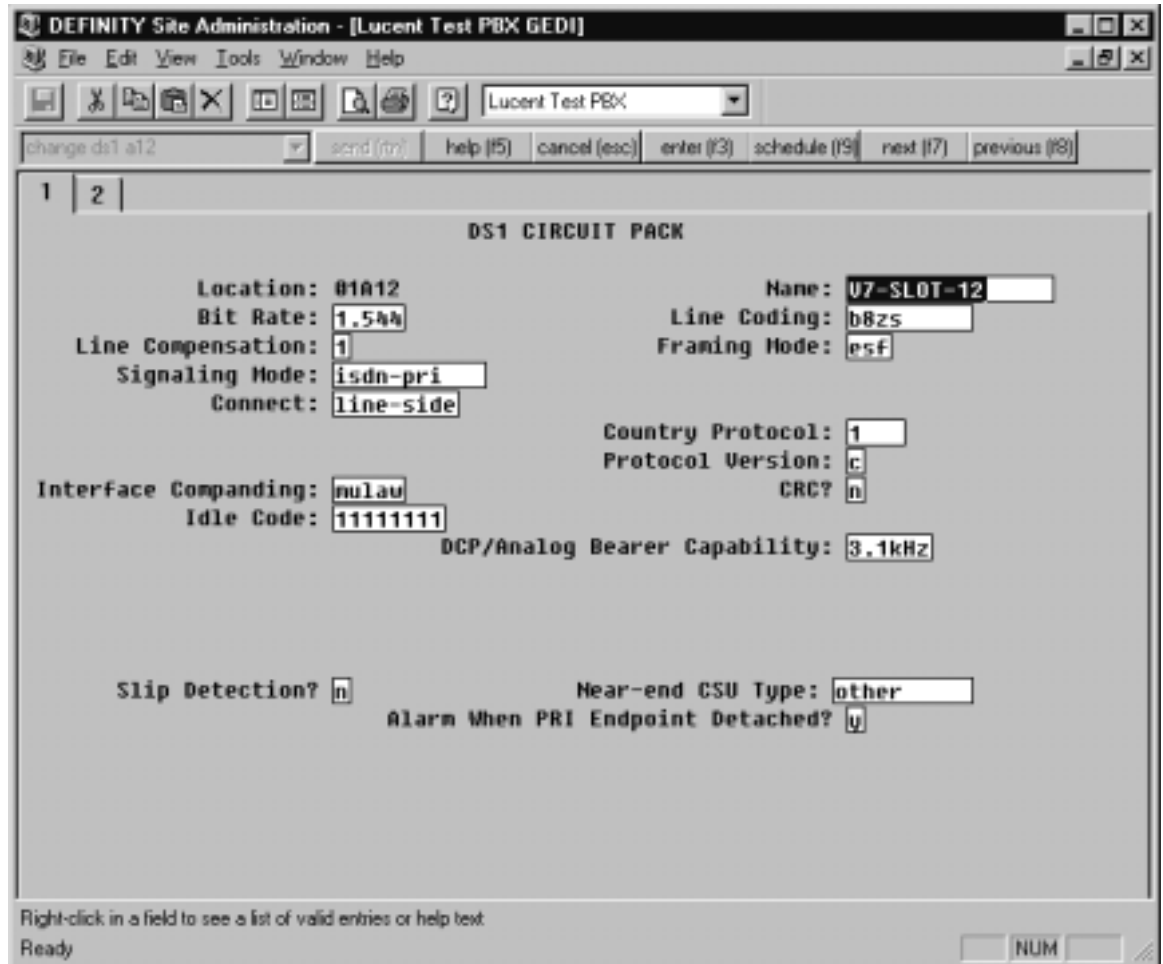 DEFINITY Site Administration - [Lucent Test PBX GEDI]
File Edit View Tools Window Help
Lucent Test PBX
change ds1 a12 send (rtn) help (f5) cancel (esc) enter (f3) schedule (f9) next (f7) previous (f8)
1 2
DS1 CIRCUIT PACK
Location: 01A12 Name: V7-SLOT-12
Bit Rate: 1.544 Line Coding: b8zs
Line Compensation: 1 Framing Mode: esf
Signaling Mode: isdn-pri
Connect: line-side
Country Protocol: 1
Protocol Version: c
Interface Companding: mulaw CRC? n
Idle Code: 11111111
DCP/Analog Bearer Capability: 3.1kHz
Slip Detection? n Near-end CSU Type: other
Alarm When PRI Endpoint Detached? y
Right-click in a field to see a list of valid entries or help text
Ready NUM